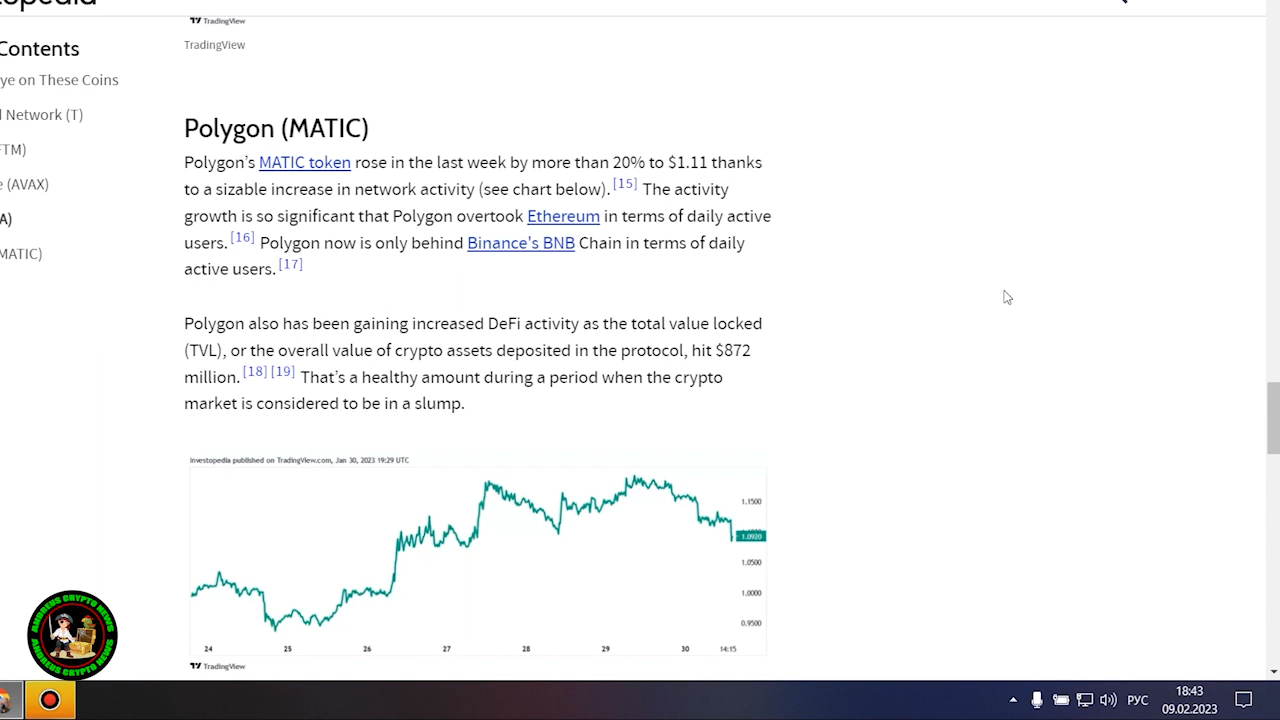 TradingView
TradingView
Contents
ye on These Coins
Network (T)
FTM)
(AVAX)
A)
MATIC)
Polygon (MATIC)
Polygon's MATIC token rose in the last week by more than 20% to $1.11 thanks
to a sizable increase in network activity (see chart below). [15] The activity
growth is so significant that Polygon overtook Ethereum in terms of daily active
users. [16] Polygon now is only behind Binance's BNB Chain in terms of daily
active users. [17]
Polygon also has been gaining increased DeFi activity as the total value locked
(TVL), or the overall value of crypto assets deposited in the protocol, hit $872
million. [18] [19] That's a healthy amount during a period when the crypto
market is considered to be in a slump.
Investopedia published on TradingView.com, Jan 30, 2023 19:29 UTC
1.1500
1.0920
1.0500
1.0000
0.9500
24 25 26 27 28 29 30 14:15
TradingView
ANDREUS CRYPTO NEWS
ANDREUS CRYPTO NEWS
РУС
18:43
09.02.2023